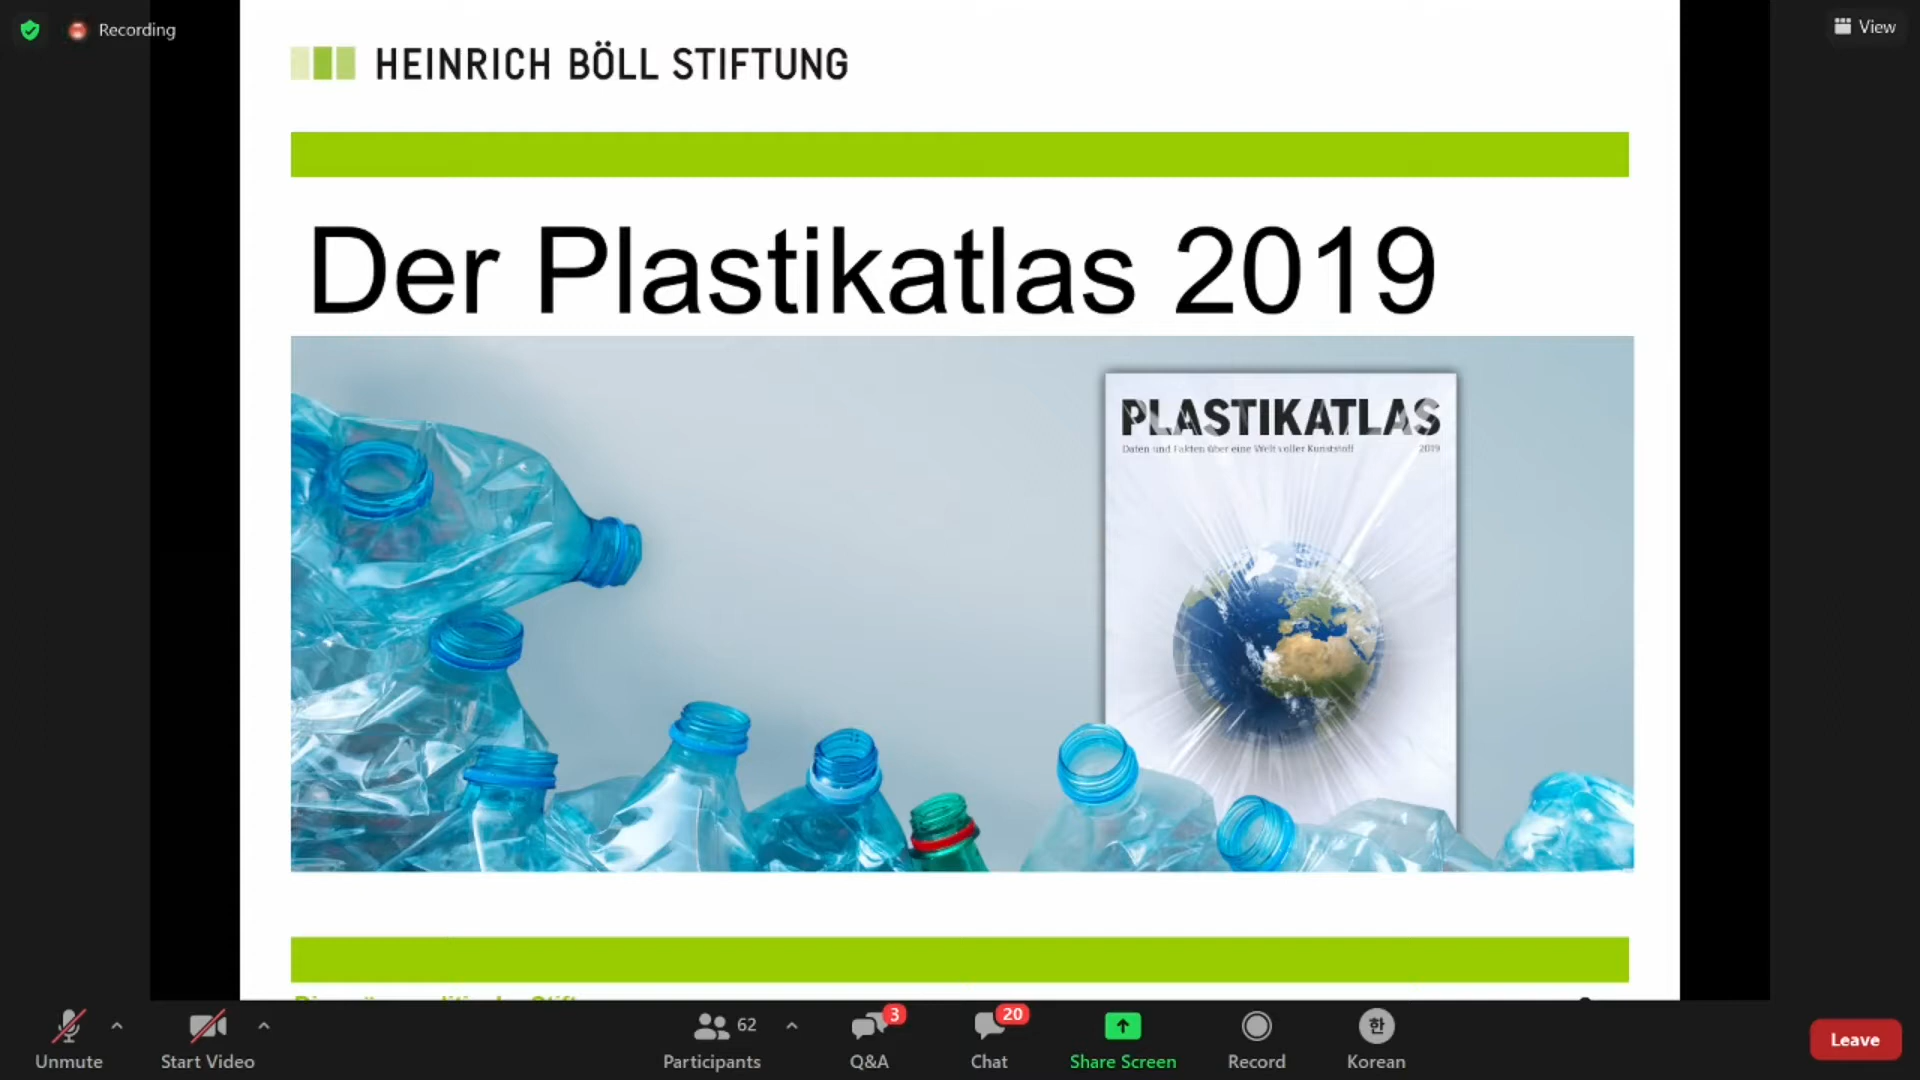 Recording
View
HEINRICH BÖLL STIFTUNG
Der Plastikatlas 2019
PLASTIKATLAS
Daten und Fakten über eine Welt voller Kunststoff 2019
Unmute
Start Video
62
Participants
3
Q&A
20
Chat
Share Screen
Record
한
Korean
Leave